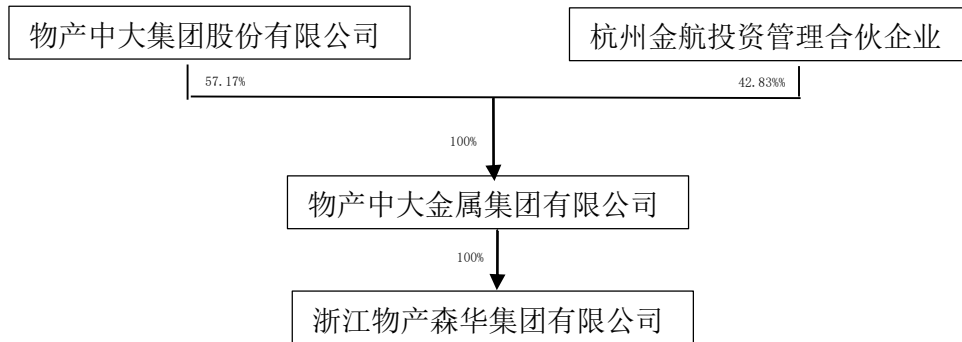 物产中大集团股份有限公司
杭州金航投资管理合伙企业
57.17%
42.83%%
100%
物产中大金属集团有限公司
100%
浙江物产森华集团有限公司